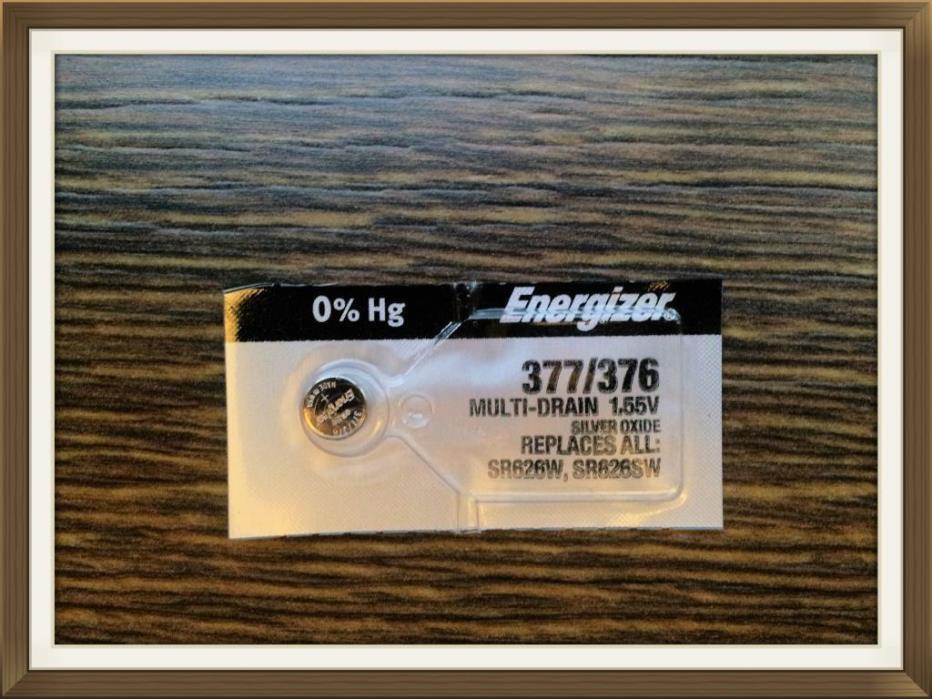 0% Hg
Energizer
377/376
MULTI-DRAIN 1.55V
SILVER OXIDE
REPLACES ALL:
SR626W, SR626SW